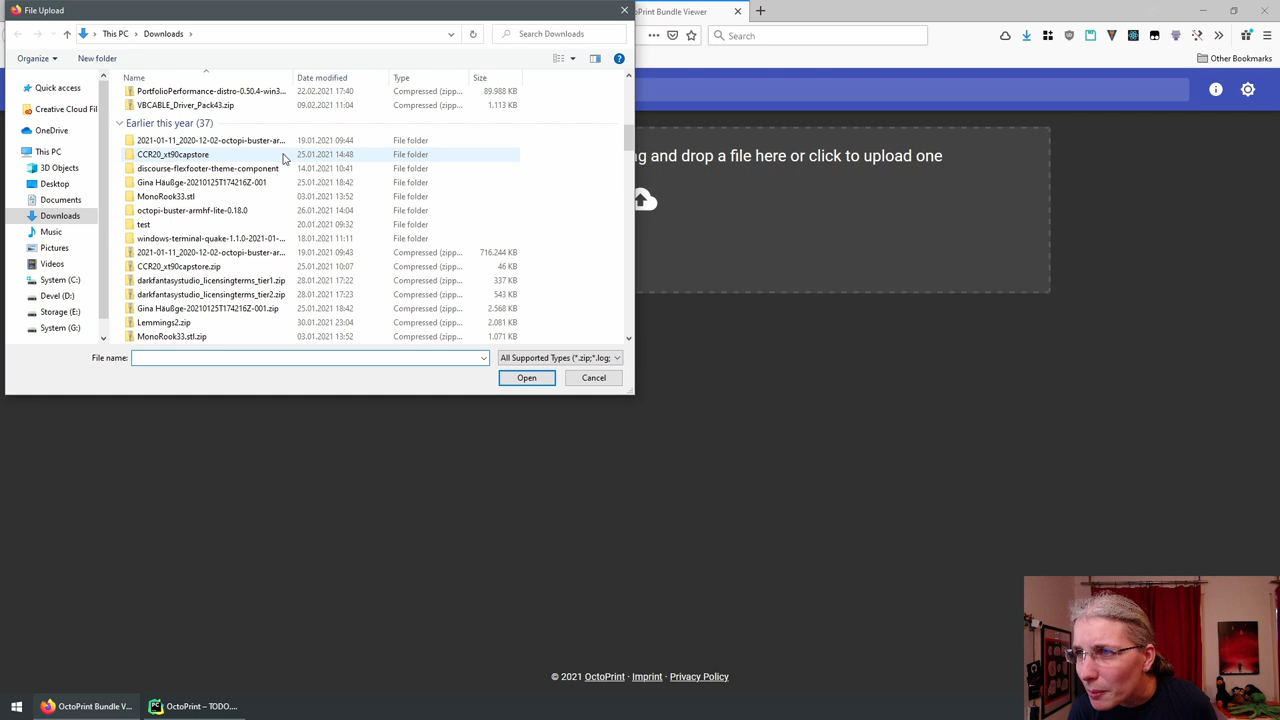 File Upload
oPrint Bundle Viewer
This PC
Downloads
Search Downloads
Search
Organize
New folder
Other Bookmarks
Name
Date modified
Type
Size
Quick access
Creative Cloud Fil
OneDrive
This PC
3D Objects
Desktop
Documents
Downloads
Music
Pictures
Videos
System (C:)
Devel (D:)
Storage (E:)
System (G:)
PortfolioPerformance-distro-0.50.4-win3... 22.02.2021 17:40 Compressed (zipp... 89.988 KB
VBCABLE_Driver_Pack43.zip 09.02.2021 11:04 Compressed (zipp... 1.113 KB
Earlier this year (37)
2021-01-11_2020-12-02-octopi-buster-ar... 19.01.2021 09:44 File folder
CCR20_xt90capstore 25.01.2021 14:48 File folder
discourse-flexfooter-theme-component 14.01.2021 10:41 File folder
Gina Häußge-20210125T174216Z-001 25.01.2021 18:42 File folder
MonoRook33.stl 03.01.2021 13:52 File folder
octopi-buster-armhf-lite-0.18.0 26.01.2021 14:04 File folder
test 20.01.2021 09:32 File folder
windows-terminal-quake-1.1.0-2021-01-... 18.01.2021 11:11 File folder
2021-01-11_2020-12-02-octopi-buster-ar... 19.01.2021 09:43 Compressed (zipp... 716.244 KB
CCR20_xt90capstore.zip 25.01.2021 10:07 Compressed (zipp... 46 KB
darkfantasystudio_licensingterms_tier1.zip 28.01.2021 17:22 Compressed (zipp... 337 KB
darkfantasystudio_licensingterms_tier2.zip 28.01.2021 17:23 Compressed (zipp... 543 KB
Gina Häußge-20210125T174216Z-001.zip 25.01.2021 18:42 Compressed (zipp... 2.568 KB
Lemmings2.zip 30.01.2021 23:04 Compressed (zipp... 2.081 KB
MonoRook33.stl.zip 03.01.2021 13:52 Compressed (zipp... 1.071 KB
File name:
All Supported Types (*.zip;*.log;
Open
Cancel
g and drop a file here or click to upload one
© 2021 OctoPrint · Imprint · Privacy Policy
OctoPrint Bundle V...
OctoPrint – TODO....